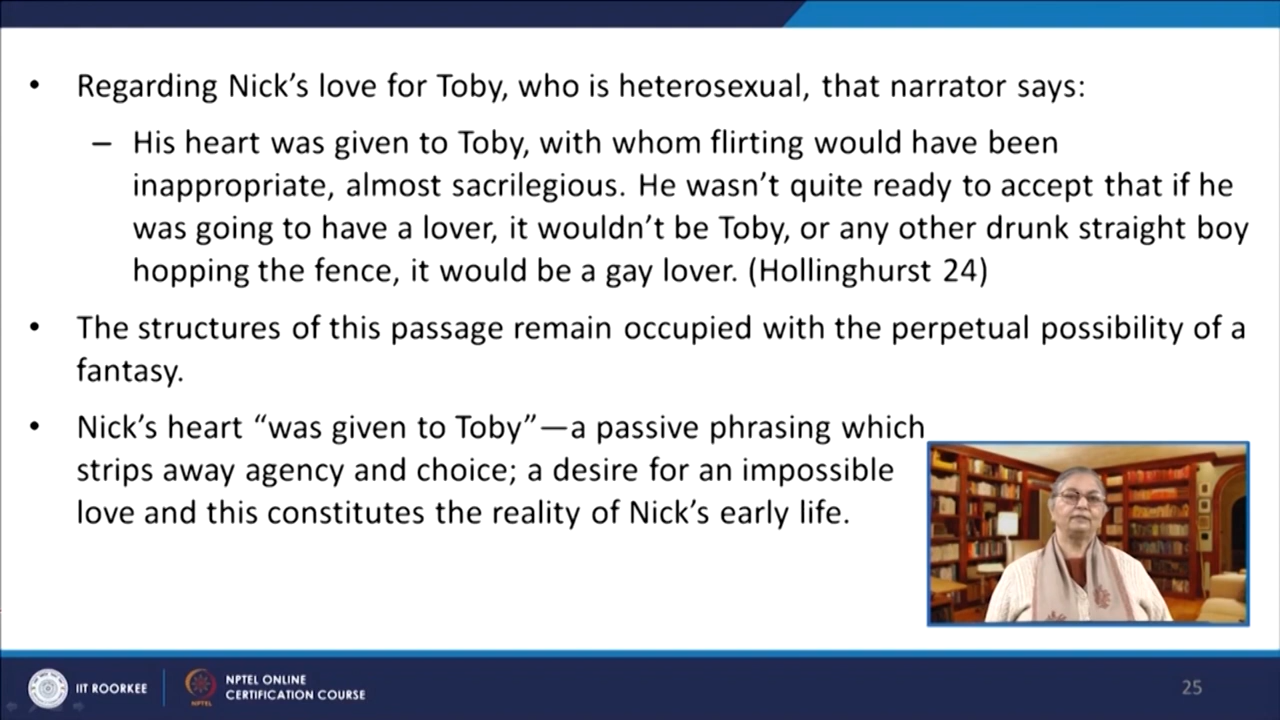 • Regarding Nick’s love for Toby, who is heterosexual, that narrator says:
– His heart was given to Toby, with whom flirting would have been
inappropriate, almost sacrilegious. He wasn’t quite ready to accept that if he
was going to have a lover, it wouldn’t be Toby, or any other drunk straight boy
hopping the fence, it would be a gay lover. (Hollinghurst 24)
• The structures of this passage remain occupied with the perpetual possibility of a
fantasy.
• Nick’s heart “was given to Toby”—a passive phrasing which
strips away agency and choice; a desire for an impossible
love and this constitutes the reality of Nick’s early life.
IIT ROORKEE
NPTEL
NPTEL ONLINE
CERTIFICATION COURSE
25